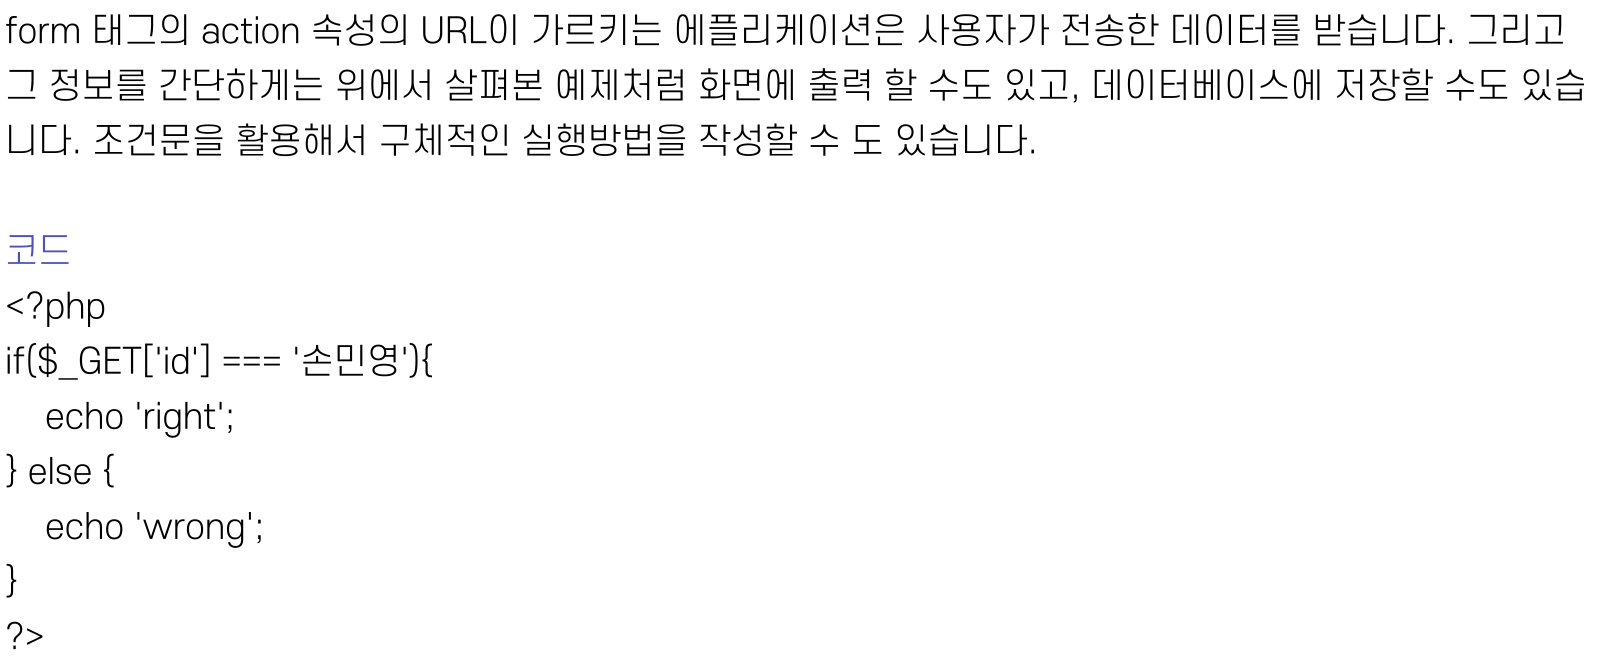 form 태그의 action 속성의 URL이 가르키는 에플리케이션은 사용자가 전송한 데이터를 받습니다. 그리고
그 정보를 간단하게는 위에서 살펴본 예제처럼 화면에 출력 할 수도 있고, 데이터베이스에 저장할 수도 있습
니다. 조건문을 활용해서 구체적인 실행방법을 작성할 수 도 있습니다.
코드
<?php
if($_GET['id'] === '손민영'){
    echo 'right';
} else {
    echo 'wrong';
}
?>